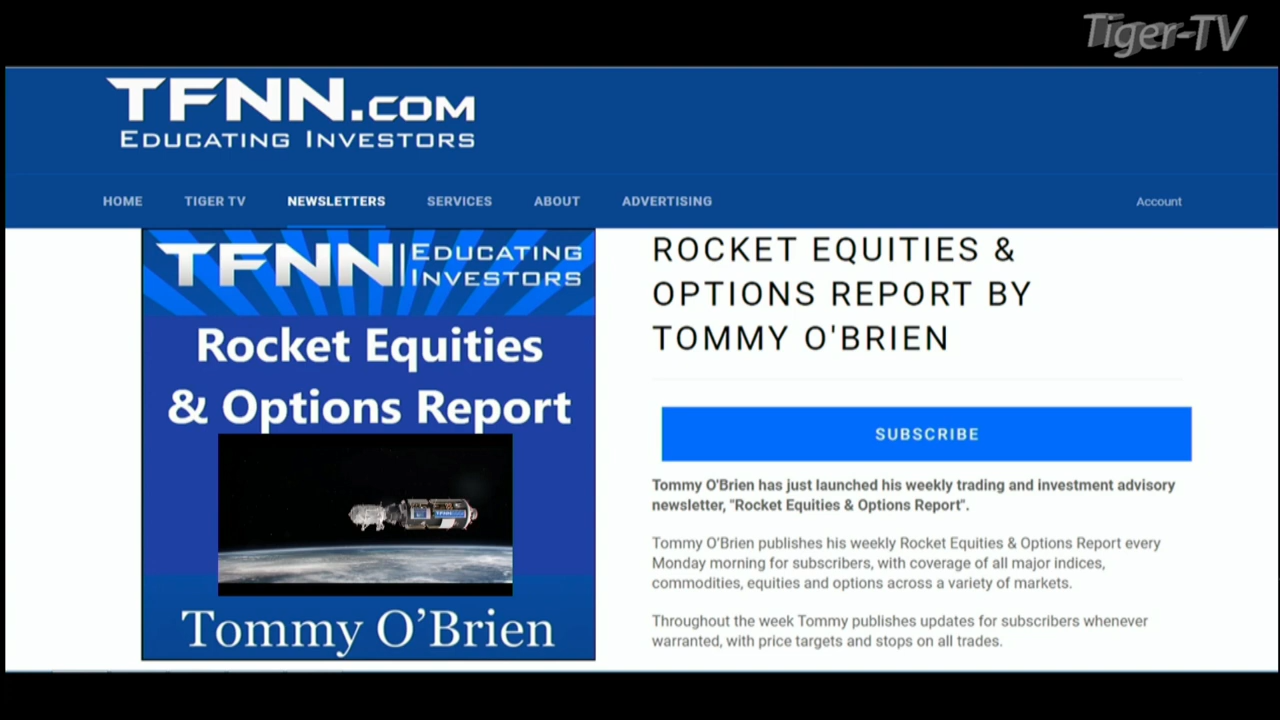 Tiger-TV
TFNN.COM
EDUCATING INVESTORS
HOME
TIGER TV
NEWSLETTERS
SERVICES
ABOUT
ADVERTISING
Account
TFNN EDUCATING
INVESTORS
Rocket Equities
& Options Report
Tommy O’Brien
ROCKET EQUITIES &
OPTIONS REPORT BY
TOMMY O'BRIEN
SUBSCRIBE
Tommy O'Brien has just launched his weekly trading and investment advisory
newsletter, "Rocket Equities & Options Report".
Tommy O’Brien publishes his weekly Rocket Equities & Options Report every
Monday morning for subscribers, with coverage of all major indices,
commodities, equities and options across a variety of markets.
Throughout the week Tommy publishes updates for subscribers whenever
warranted, with price targets and stops on all trades.